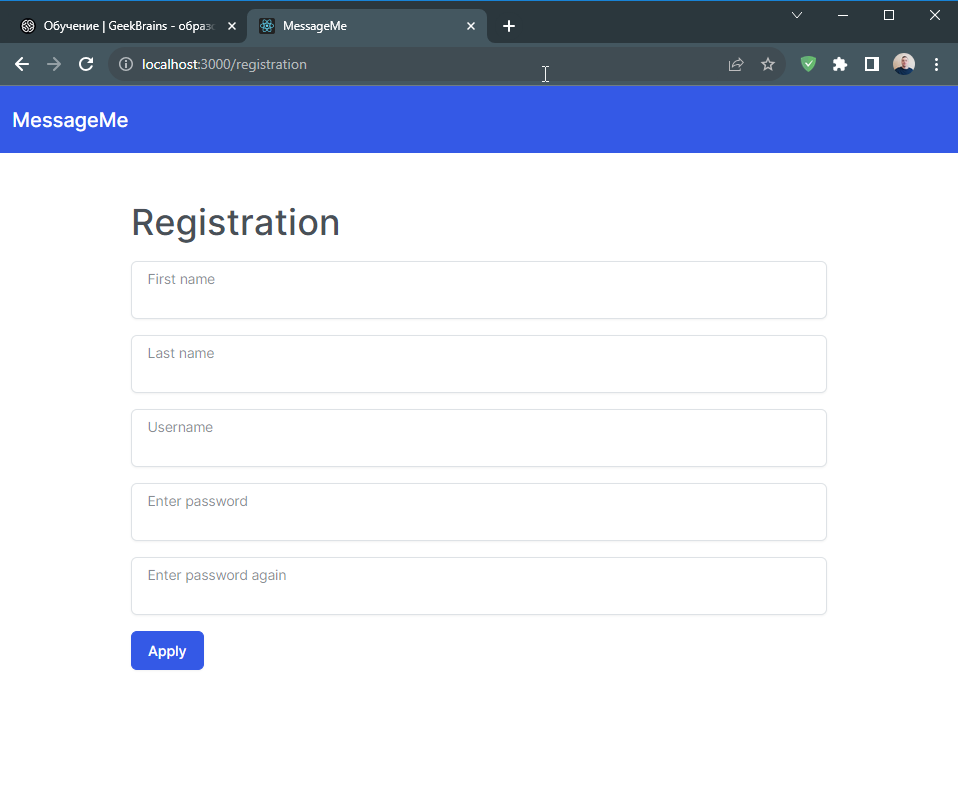 Обучение | GeekBrains - образ
MessageMe
localhost:3000/registration
MessageMe
Registration
First name
Last name
Username
Enter password
Enter password again
Apply